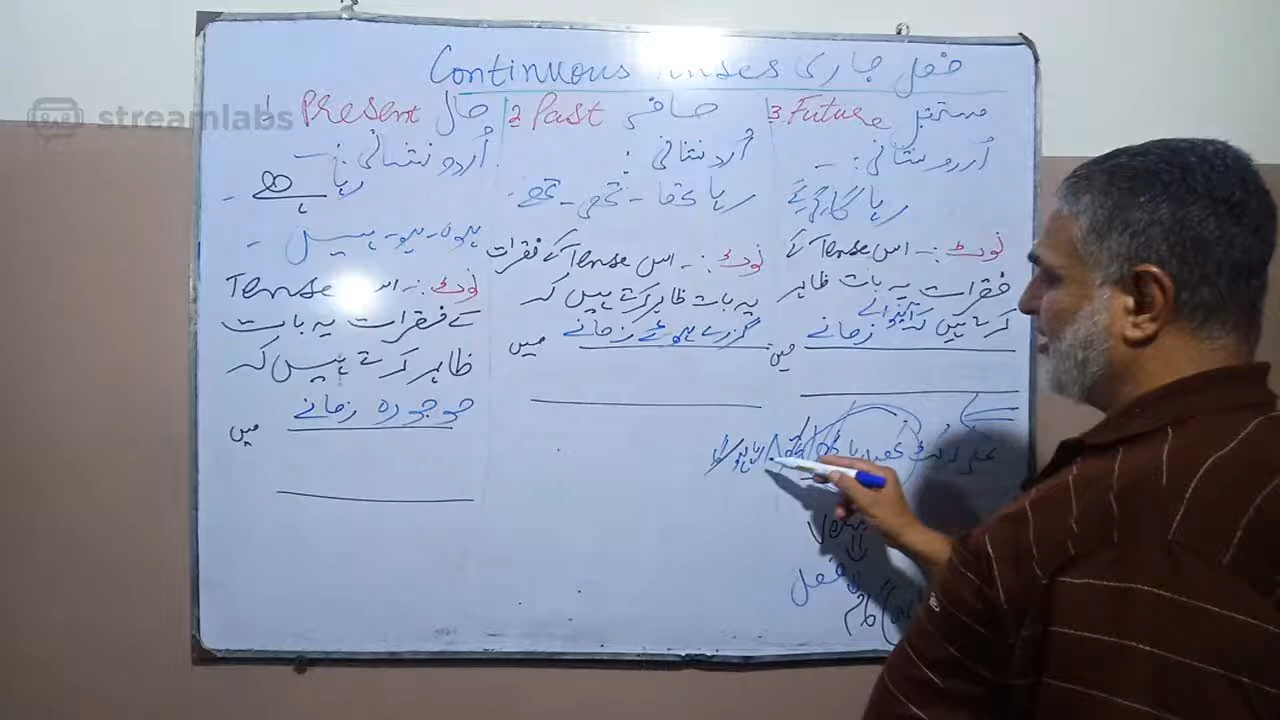 streamlabs
Continuous Tenses فعل جاری
1 Present حال
اُردو نشانی :-
رہا ہے -
ہوں - ہو - ہیں -
نوٹ :- اس Tense
کے فقرات یہ بات
ظاہر کرتے ہیں کہ
موجودہ زمانے
میں
2 Past ماضی
اُردو نشانی :
رہا تھا - تھی - تھے -
نوٹ :- اس Tense کے فقرات
یہ بات ظاہر کرتے ہیں کہ
گزرے ہوئے زمانے
میں
3 Future مستقبل
اُردو نشانی :-
رہا گا، گی، گے
نوٹ :- اس Tense کے
فقرات یہ بات ظاہر
کرتے ہیں کہ آنیوالے زمانے
میں
فعل
کام